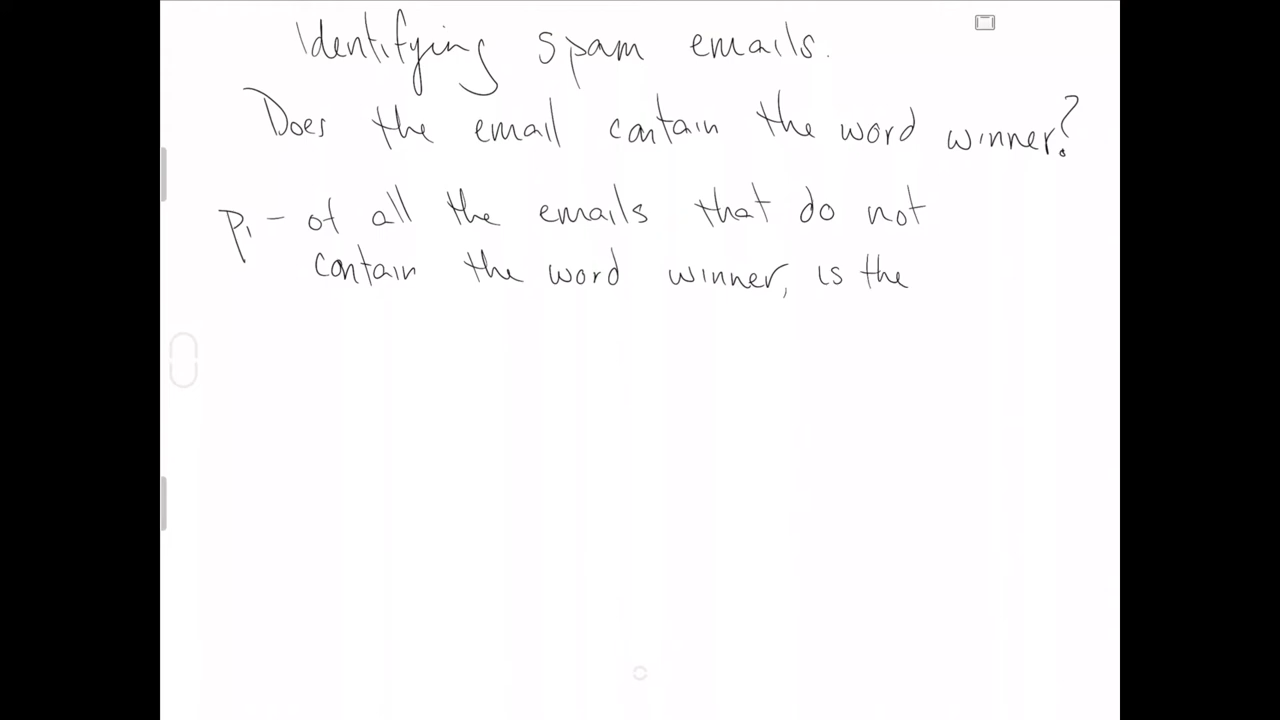 Identifying spam emails.
Does the email contain the word winner?
p₁ - of all the emails that do not
contain the word winner, is the